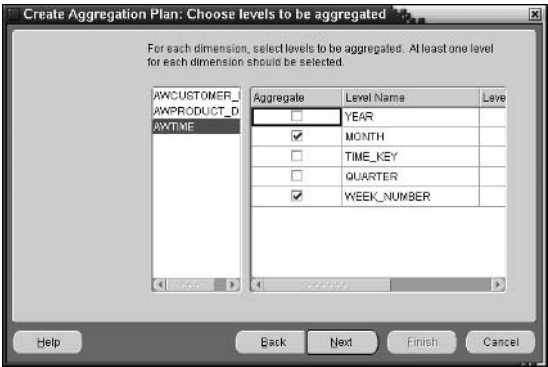 Create Aggregation Plan: Choose levels to be aggregated
For each dimension, select levels to be aggregated. At least one level
for each dimension should be selected.
AWCUSTOMER_
AWPRODUCT_D
AWTIME
Aggregate Level Name Leve
YEAR
MONTH
TIME_KEY
QUARTER
WEEK_NUMBER
Help Back Next Finish Cancel